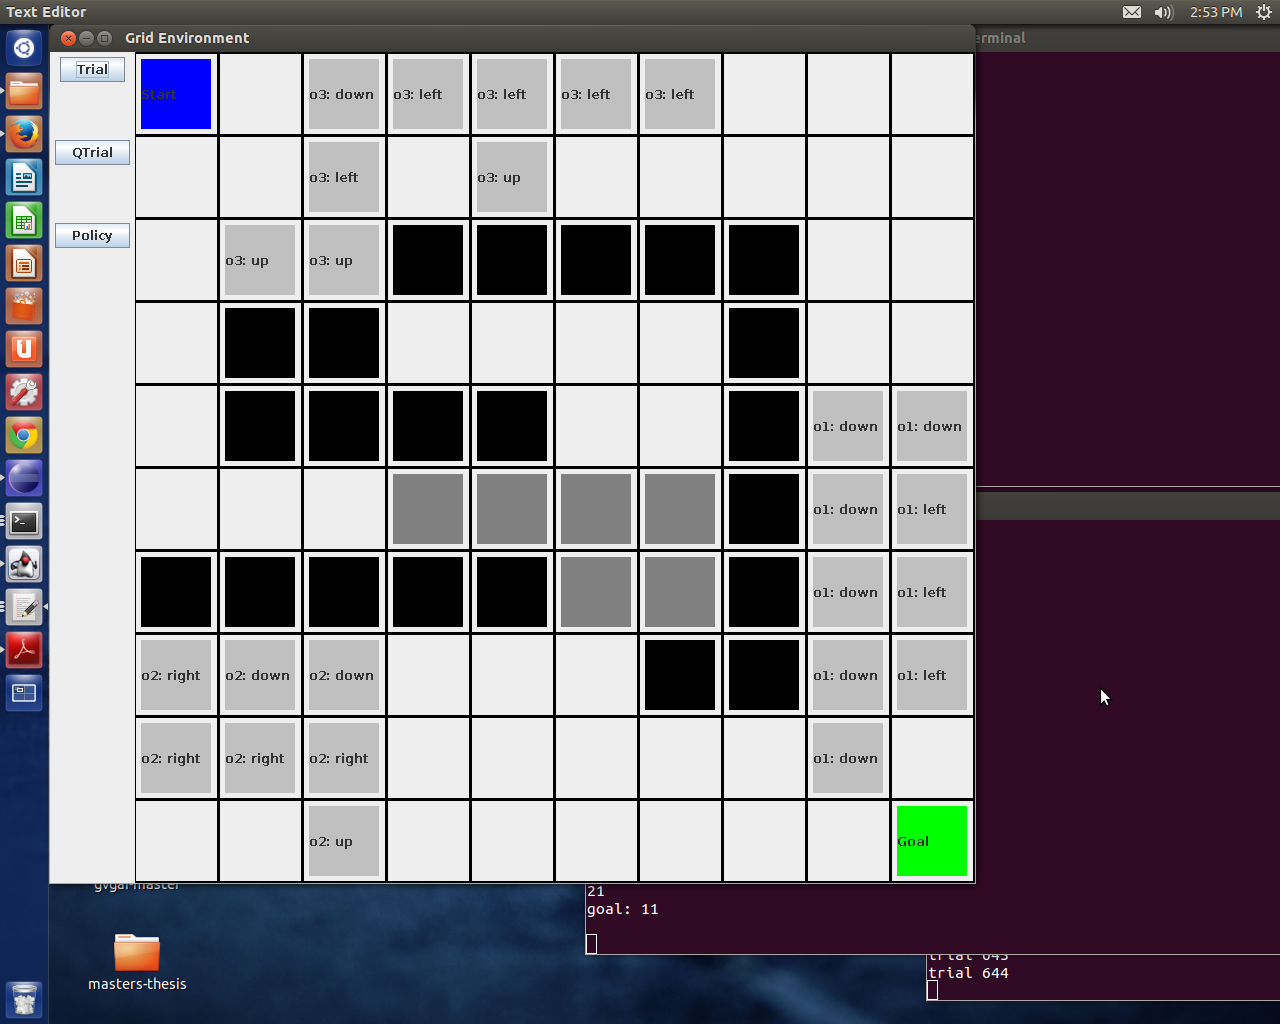 Text Editor
2:53 PM
Grid Environment
erminal
Trial
Start
o3: down
o3: left
o3: left
o3: left
o3: left
QTrial
o3: left
o3: up
Policy
o3: up
o3: up
o1: down
o1: down
o1: down
o1: left
o1: down
o1: left
o2: right
o2: down
o2: down
o1: down
o1: left
o2: right
o2: right
o2: right
o1: down
o2: up
Goal
gvgai-master
21
goal: 11
masters-thesis
trial 643
trial 644